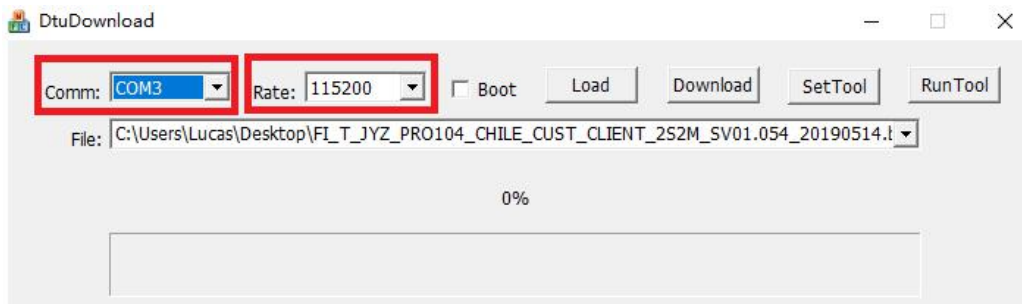 DtuDownload
Comm: COM3 Rate: 115200 Boot Load Download SetTool RunTool
File: C:\Users\Lucas\Desktop\FI_T_JYZ_PRO104_CHILE_CUST_CLIENT_2S2M_SV01.054_20190514.b
0%